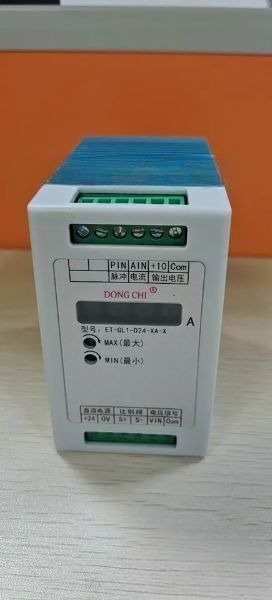 PIN AIN +10 Com
脉冲 电流 输出电压
DONG CHI ®
A
型号: ET-GL1-D24-XA-X
MAX(最大)
MIN(最小)
直流电源 比例阀 电压信号
+24 0V S+ S- VIN Com